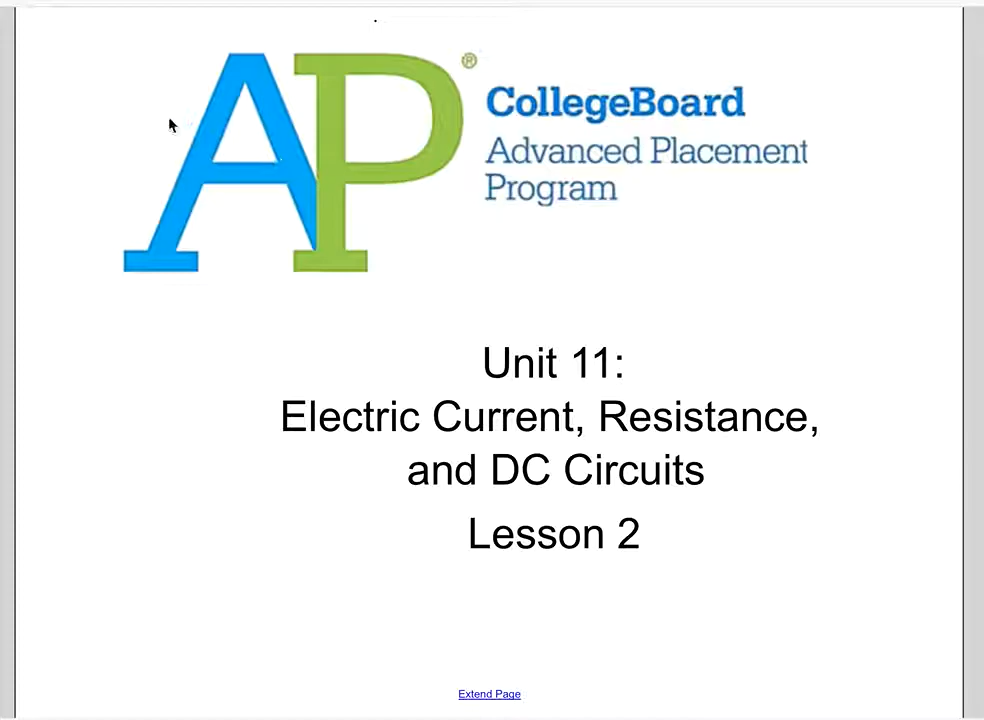 AP®
CollegeBoard
Advanced Placement
Program
Unit 11:
Electric Current, Resistance,
and DC Circuits
Lesson 2
Extend Page